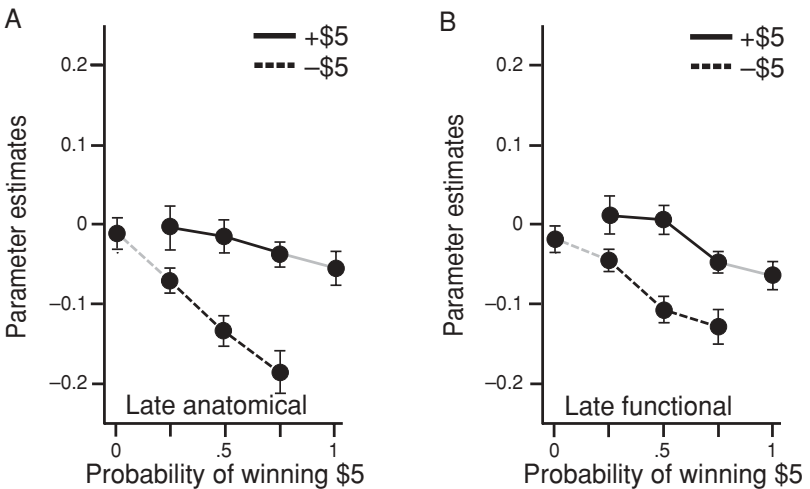 A
+$5
–$5
Parameter estimates
0.2
0.1
0
–0.1
–0.2
Late anatomical
0 .5 1
Probability of winning $5
B
+$5
–$5
Parameter estimates
0.2
0.1
0
–0.1
–0.2
Late functional
0 .5 1
Probability of winning $5